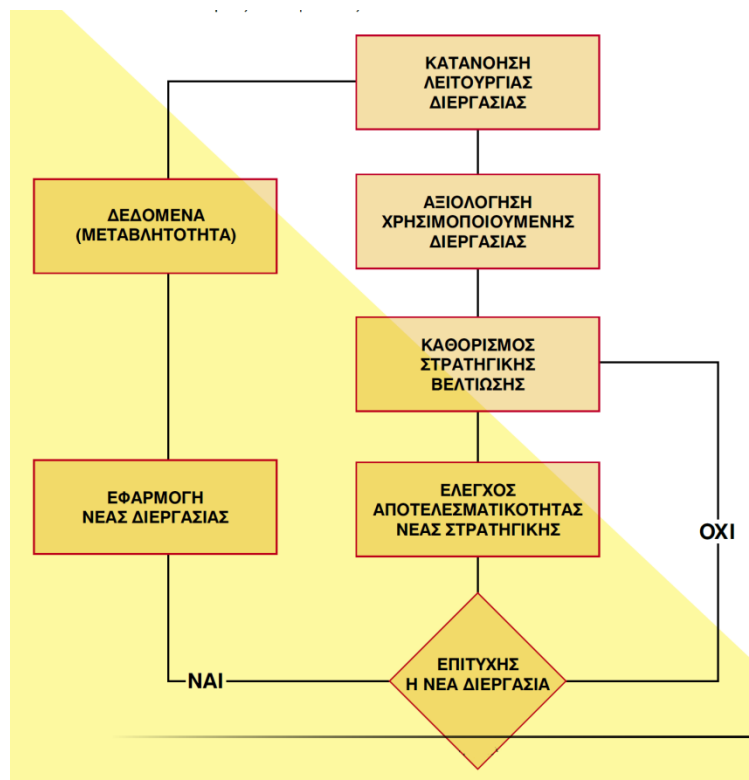 ΚΑΤΑΝΟΗΣΗ
ΛΕΙΤΟΥΡΓΙΑΣ
ΔΙΕΡΓΑΣΙΑΣ
ΔΕΔΟΜΕΝΑ
(ΜΕΤΑΒΛΗΤΟΤΗΤΑ)
ΑΞΙΟΛΟΓΗΣΗ
ΧΡΗΣΙΜΟΠΟΙΟΥΜΕΝΗΣ
ΔΙΕΡΓΑΣΙΑΣ
ΚΑΘΟΡΙΣΜΟΣ
ΣΤΡΑΤΗΓΙΚΗΣ
ΒΕΛΤΙΩΣΗΣ
ΕΦΑΡΜΟΓΗ
ΝΕΑΣ ΔΙΕΡΓΑΣΙΑΣ
ΕΛΕΓΧΟΣ
ΑΠΟΤΕΛΕΣΜΑΤΙΚΟΤΗΤΑΣ
ΝΕΑΣ ΣΤΡΑΤΗΓΙΚΗΣ
ΟΧΙ
ΕΠΙΤΥΧΗΣ
Η ΝΕΑ ΔΙΕΡΓΑΣΙΑ
ΝΑΙ